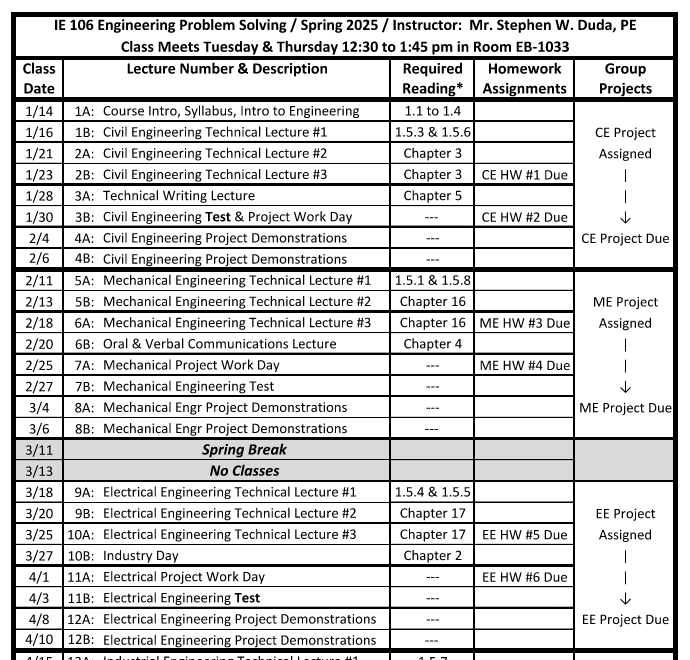 IE 106 Engineering Problem Solving / Spring 2025 / Instructor: Mr. Stephen W. Duda, PE
Class Meets Tuesday & Thursday 12:30 to 1:45 pm in Room EB-1033
Class Date Lecture Number & Description Required Reading* Homework Assignments Group Projects
1/14 1A: Course Intro, Syllabus, Intro to Engineering 1.1 to 1.4
1/16 1B: Civil Engineering Technical Lecture #1 1.5.3 & 1.5.6 CE Project
1/21 2A: Civil Engineering Technical Lecture #2 Chapter 3 Assigned
1/23 2B: Civil Engineering Technical Lecture #3 Chapter 3 CE HW #1 Due |
1/28 3A: Technical Writing Lecture Chapter 5 |
1/30 3B: Civil Engineering Test & Project Work Day --- CE HW #2 Due ↓
2/4 4A: Civil Engineering Project Demonstrations --- CE Project Due
2/6 4B: Civil Engineering Project Demonstrations ---
2/11 5A: Mechanical Engineering Technical Lecture #1 1.5.1 & 1.5.8
2/13 5B: Mechanical Engineering Technical Lecture #2 Chapter 16 ME Project
2/18 6A: Mechanical Engineering Technical Lecture #3 Chapter 16 ME HW #3 Due Assigned
2/20 6B: Oral & Verbal Communications Lecture Chapter 4 |
2/25 7A: Mechanical Project Work Day --- ME HW #4 Due |
2/27 7B: Mechanical Engineering Test --- ↓
3/4 8A: Mechanical Engr Project Demonstrations --- ME Project Due
3/6 8B: Mechanical Engr Project Demonstrations ---
3/11 Spring Break
3/13 No Classes
3/18 9A: Electrical Engineering Technical Lecture #1 1.5.4 & 1.5.5
3/20 9B: Electrical Engineering Technical Lecture #2 Chapter 17 EE Project
3/25 10A: Electrical Engineering Technical Lecture #3 Chapter 17 EE HW #5 Due Assigned
3/27 10B: Industry Day Chapter 2 |
4/1 11A: Electrical Project Work Day --- EE HW #6 Due |
4/3 11B: Electrical Engineering Test --- ↓
4/8 12A: Electrical Engineering Project Demonstrations --- EE Project Due
4/10 12B: Electrical Engineering Project Demonstrations ---